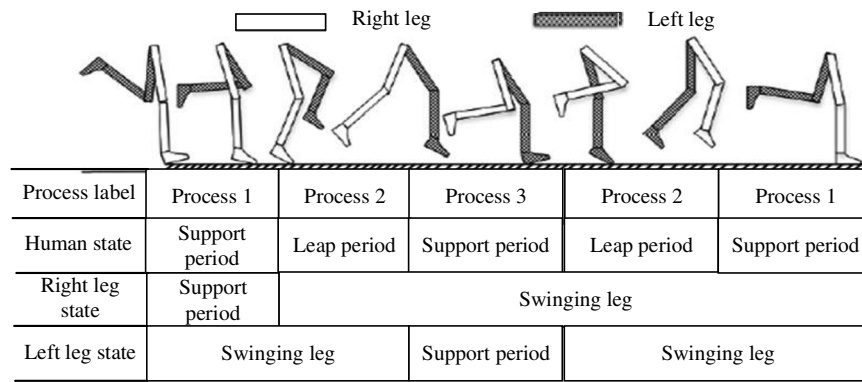 Right leg
Left leg
Process label
Process 1
Process 2
Process 3
Process 2
Process 1
Human state
Support
period
Leap period
Support period
Leap period
Support period
Right leg
state
Support
period
Swinging leg
Left leg state
Swinging leg
Support period
Swinging leg